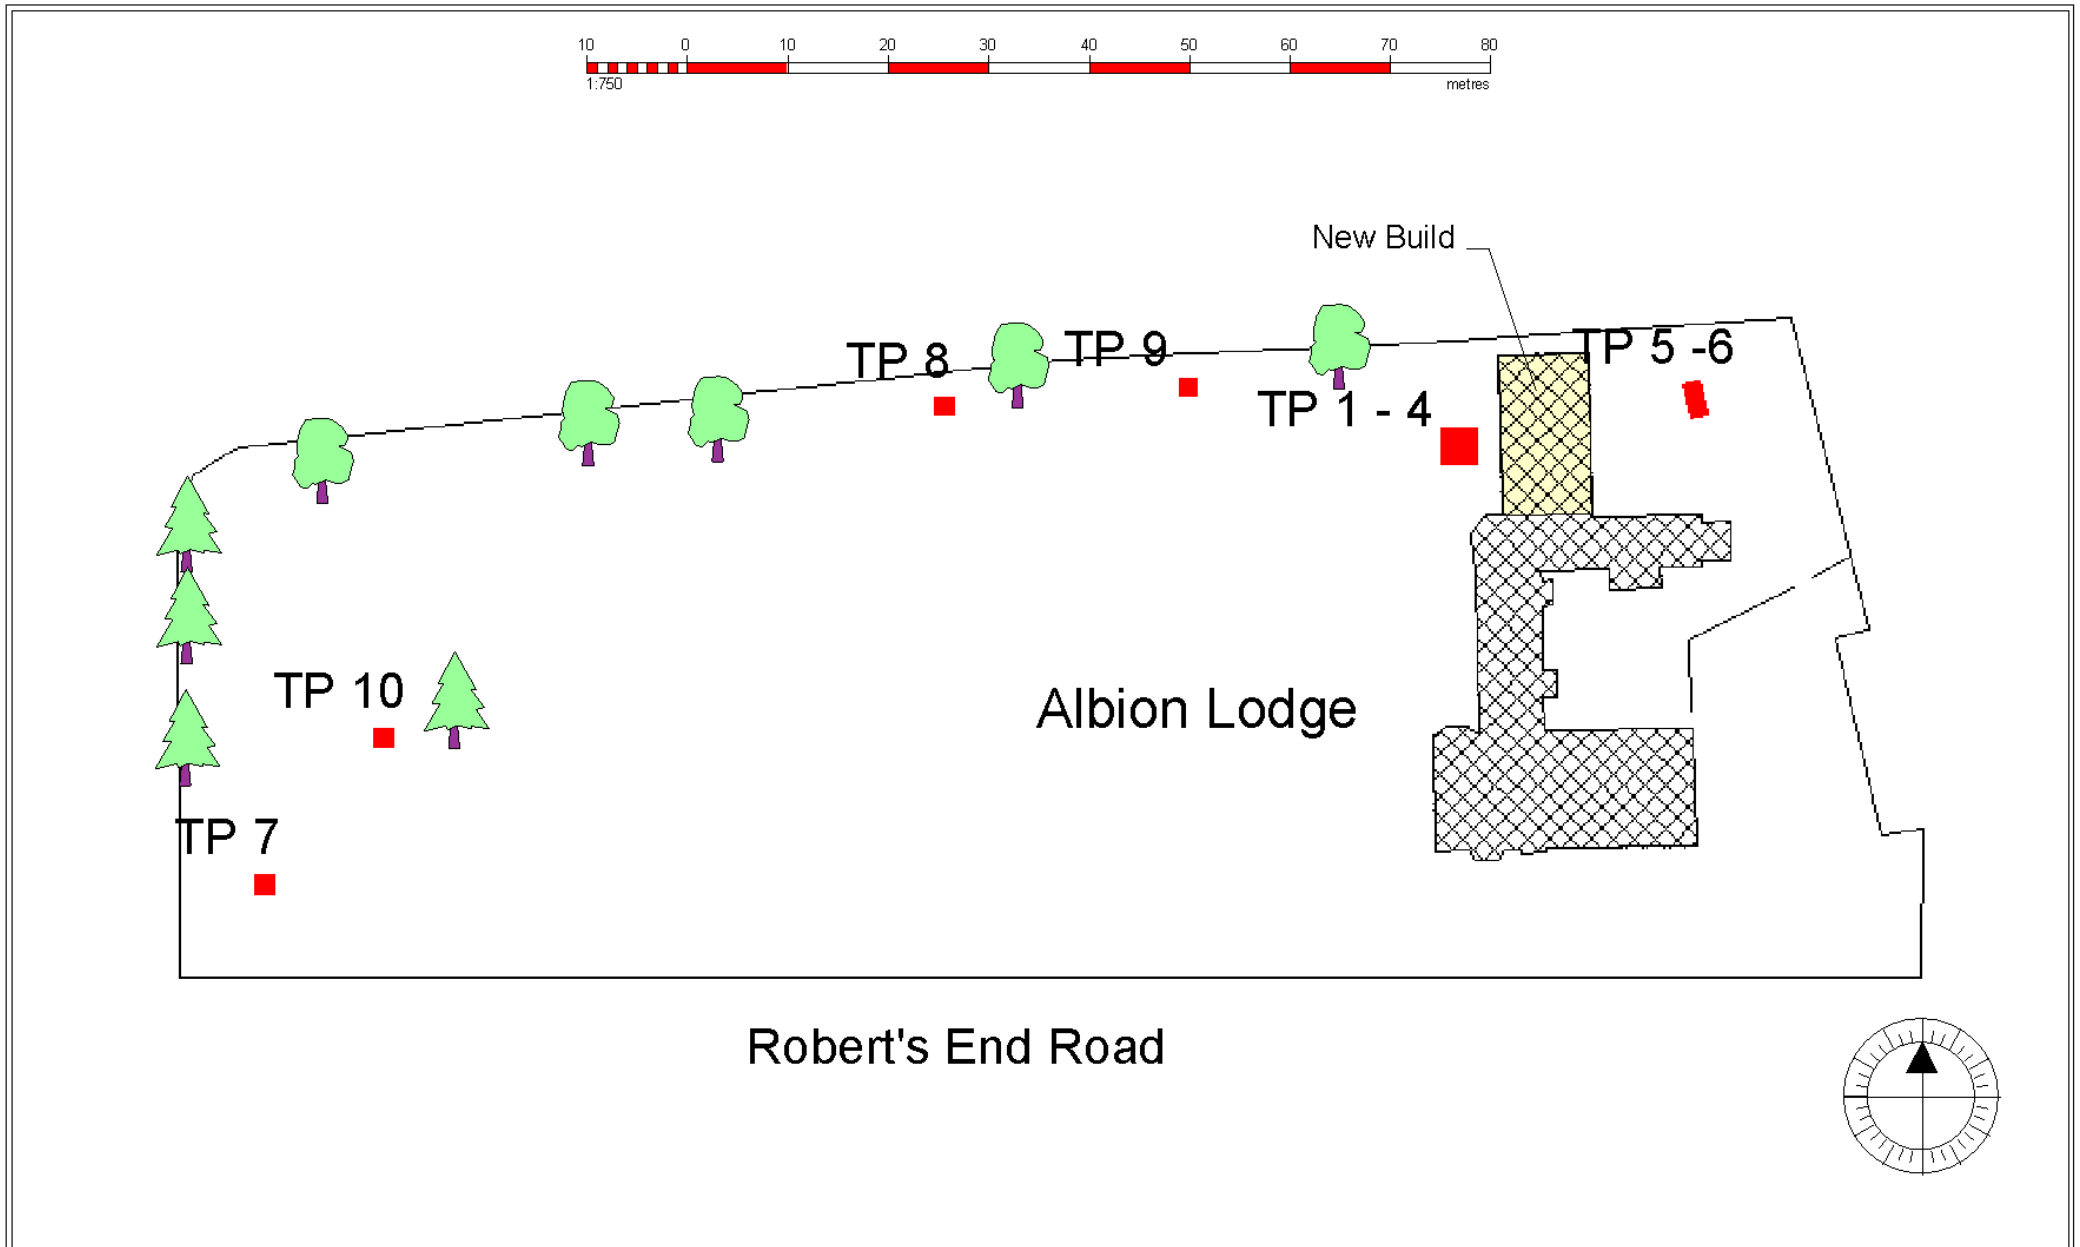 10 0 10 20 30 40 50 60 70 80
1:750 metres
New Build
TP 8
TP 9
TP 5 -6
TP 1 - 4
TP 10
Albion Lodge
TP 7
Robert's End Road